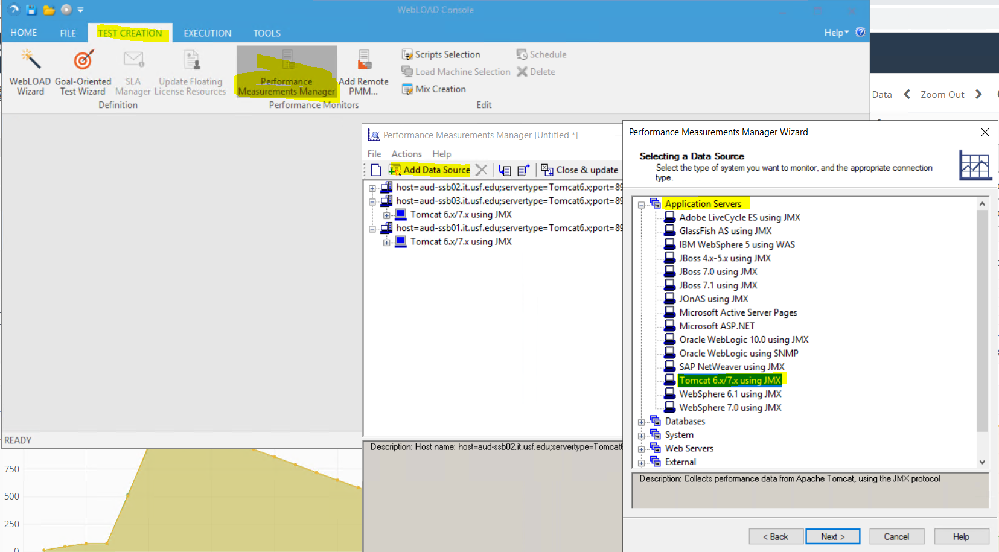 WebLOAD Console
HOME FILE TEST CREATION EXECUTION TOOLS Help
WebLOAD Wizard
Goal-Oriented Test Wizard
SLA Manager
Update Floating License Resources
Definition
Performance Measurements Manager
Add Remote PMM...
Performance Monitors
Scripts Selection
Load Machine Selection
Mix Creation
Schedule
Delete
Edit
Data
Zoom Out
Performance Measurements Manager [Untitled *]
File Actions Help
Add Data Source
Close & update
host=aud-ssb02.it.usf.edu;servertype=Tomcat6.x;port=89
host=aud-ssb03.it.usf.edu;servertype=Tomcat6.x;port=89
Tomcat 6.x/7.x using JMX
host=aud-ssb01.it.usf.edu;servertype=Tomcat6.x;port=89
Tomcat 6.x/7.x using JMX
Description: Host name: host=aud-ssb02.it.usf.edu;servertype=Tomcat6
Performance Measurements Manager Wizard
Selecting a Data Source
Select the type of system you want to monitor, and the appropriate connection
type.
Application Servers
Adobe LiveCycle ES using JMX
GlassFish AS using JMX
IBM WebSphere 5 using WAS
JBoss 4.x-5.x using JMX
JBoss 7.0 using JMX
JBoss 7.1 using JMX
JOnAS using JMX
Microsoft Active Server Pages
Microsoft ASP.NET
Oracle WebLogic 10.0 using JMX
Oracle WebLogic using SNMP
SAP NetWeaver using JMX
Tomcat 6.x/7.x using JMX
WebSphere 6.1 using JMX
WebSphere 7.0 using JMX
Databases
System
Web Servers
External
Description: Collects performance data from Apache Tomcat, using the JMX protocol
< Back Next > Cancel Help
READY
750
500
250
0